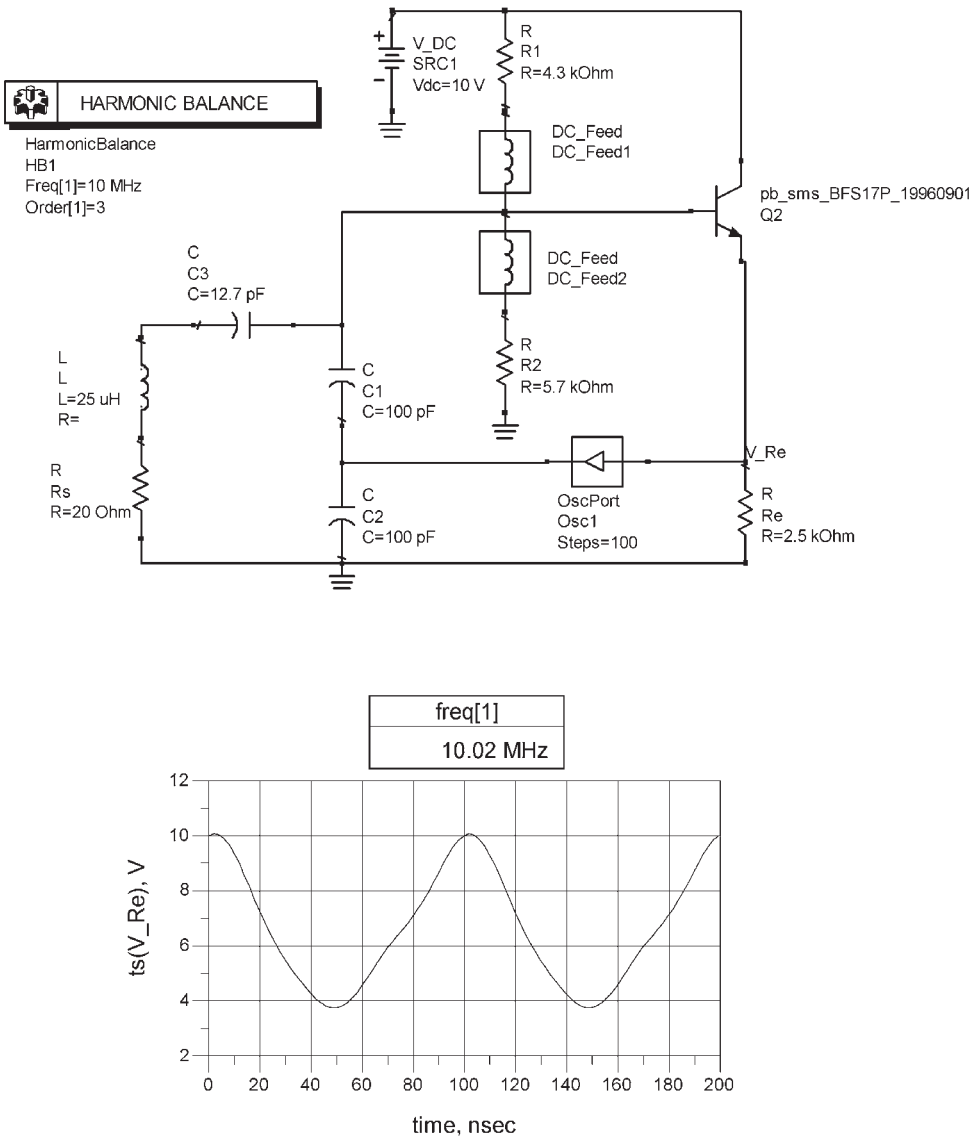 +
-
V_DC
SRC1
Vdc=10 V
R
R1
R=4.3 kOhm
HARMONIC BALANCE
HarmonicBalance
HB1
Freq[1]=10 MHz
Order[1]=3
DC_Feed
DC_Feed1
pb_sms_BFS17P_19960901
Q2
DC_Feed
DC_Feed2
C
C3
C=12.7 pF
L
L
L=25 uH
R=
C
C1
C=100 pF
R
R2
R=5.7 kOhm
V_Re
R
Rs
R=20 Ohm
C
C2
C=100 pF
OscPort
Osc1
Steps=100
R
Re
R=2.5 kOhm
freq[1]
10.02 MHz
ts(V_Re), V
12
10
8
6
4
2
0 20 40 60 80 100 120 140 160 180 200
time, nsec